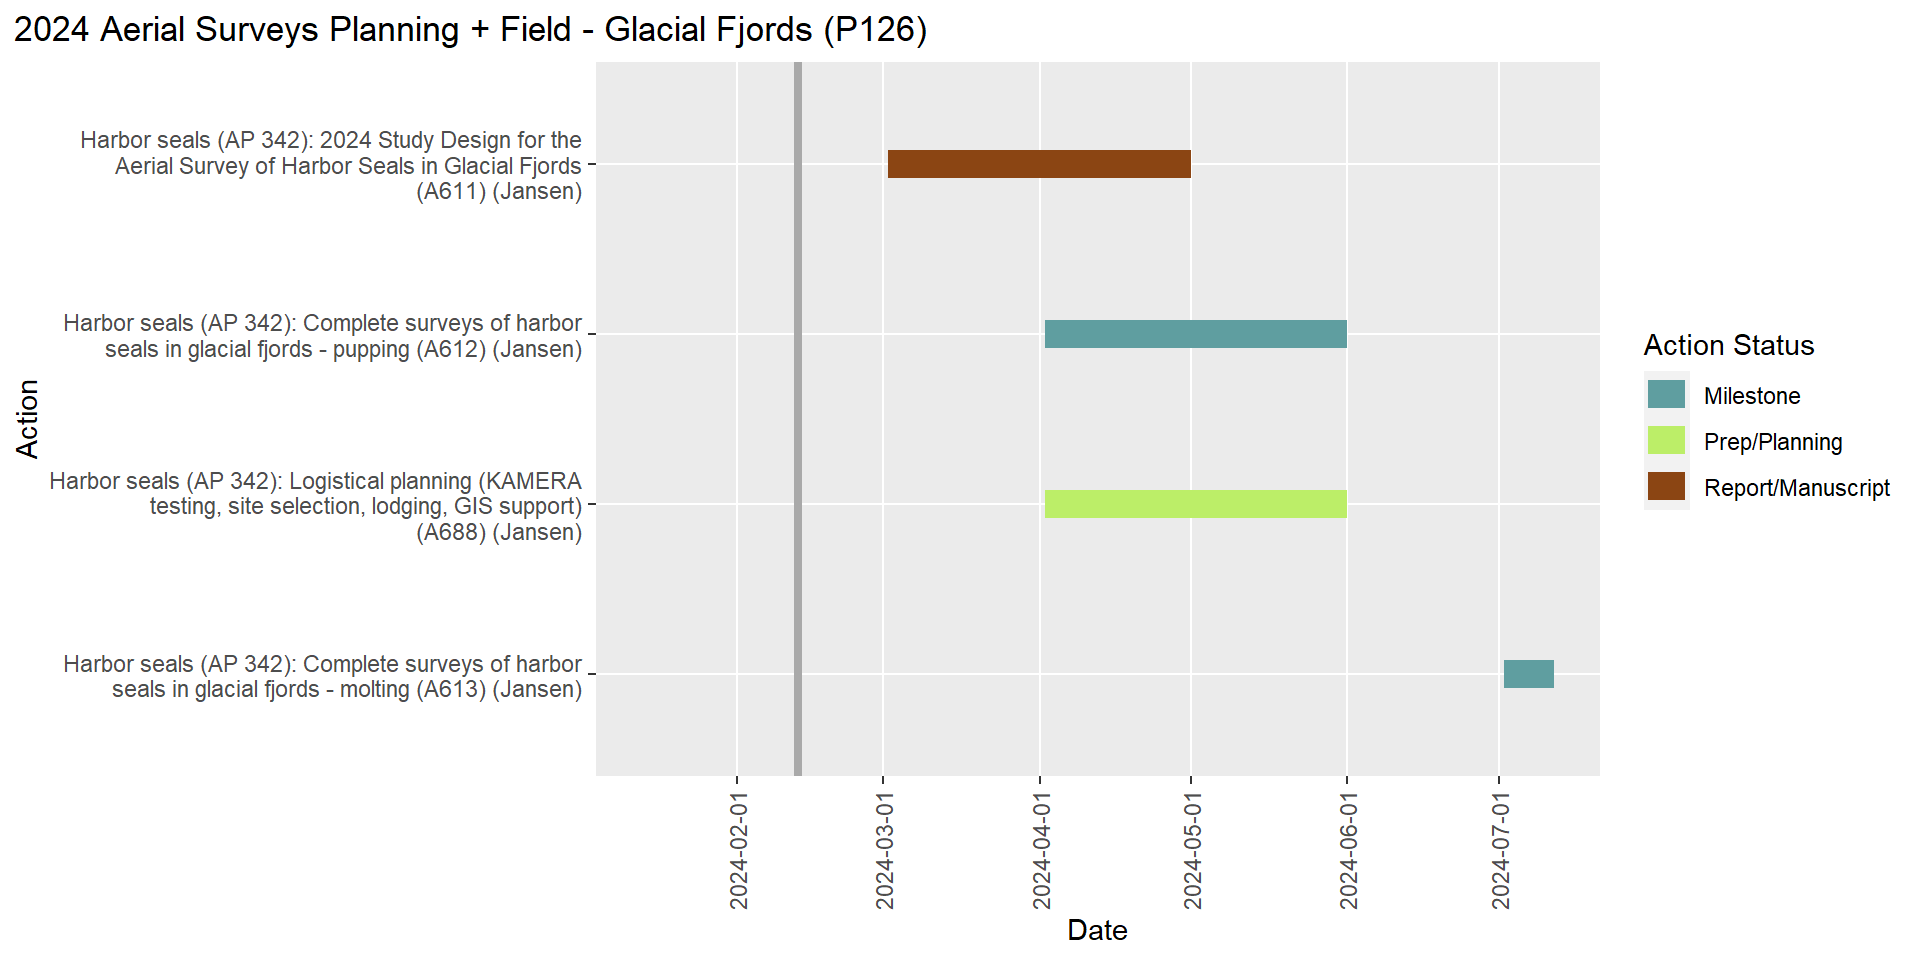 2024 Aerial Surveys Planning + Field - Glacial Fjords (P126)
Harbor seals (AP 342): 2024 Study Design for the
Aerial Survey of Harbor Seals in Glacial Fjords
(A611) (Jansen)
Harbor seals (AP 342): Complete surveys of harbor
seals in glacial fjords - pupping (A612) (Jansen)
Action
Harbor seals (AP 342): Logistical planning (KAMERA
testing, site selection, lodging, GIS support)
(A688) (Jansen)
Harbor seals (AP 342): Complete surveys of harbor
seals in glacial fjords - molting (A613) (Jansen)
2024-02-01
2024-03-01
2024-04-01
2024-05-01
2024-06-01
2024-07-01
Date
Action Status
Milestone
Prep/Planning
Report/Manuscript